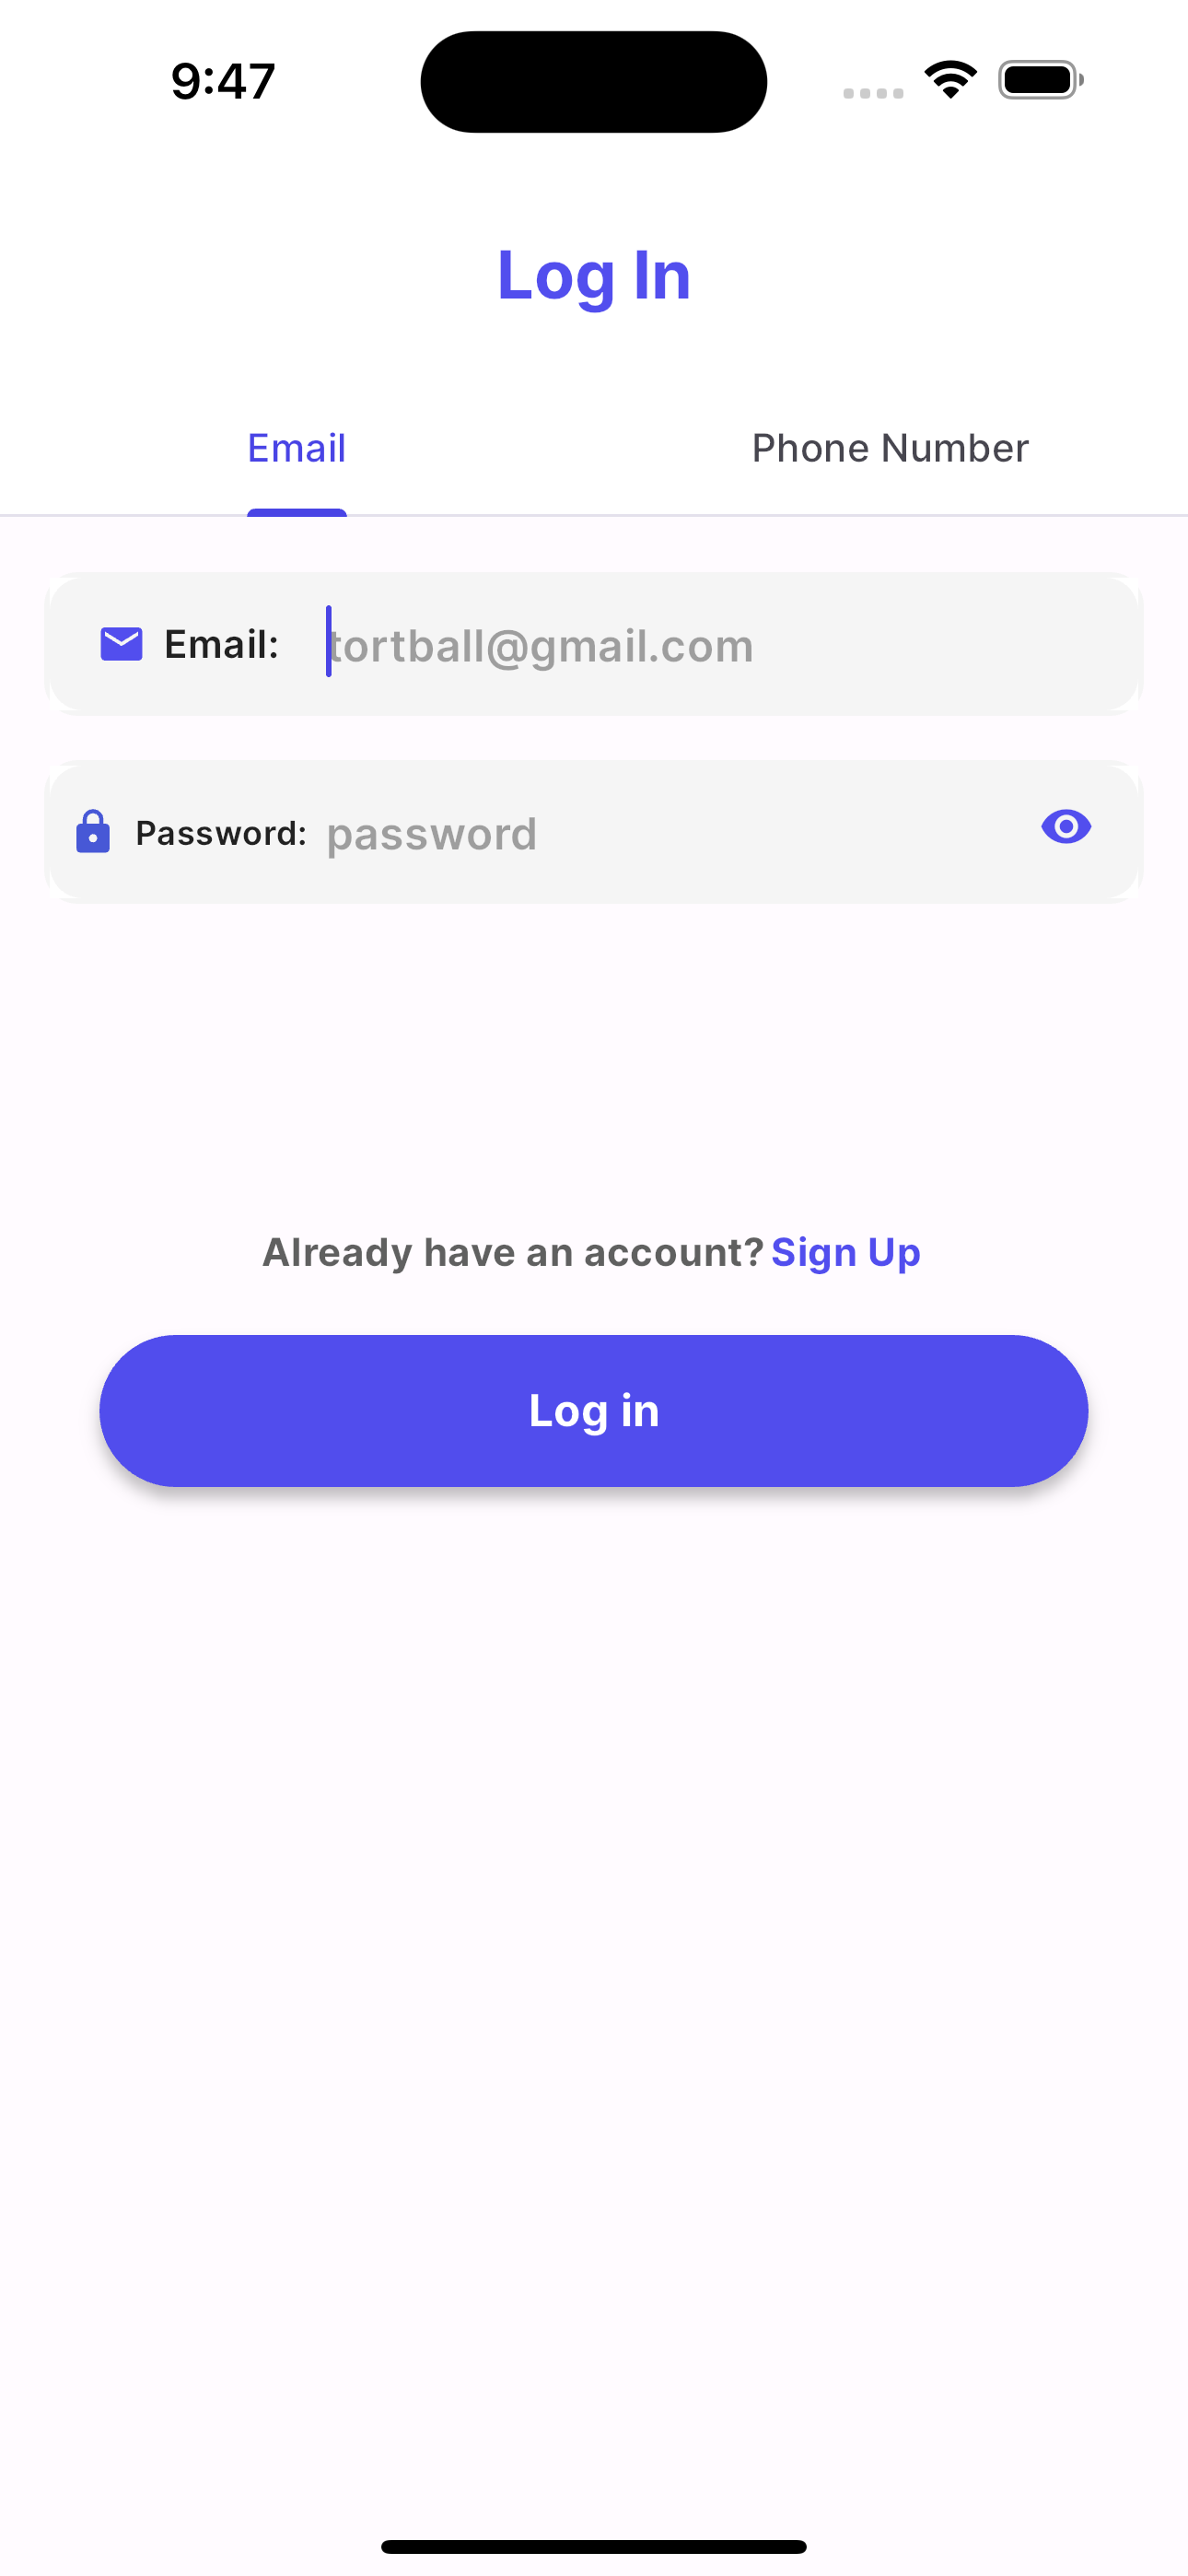 9:47
Log In
Email Phone Number
Email: tortball@gmail.com
Password: password
Already have an account? Sign Up
Log in